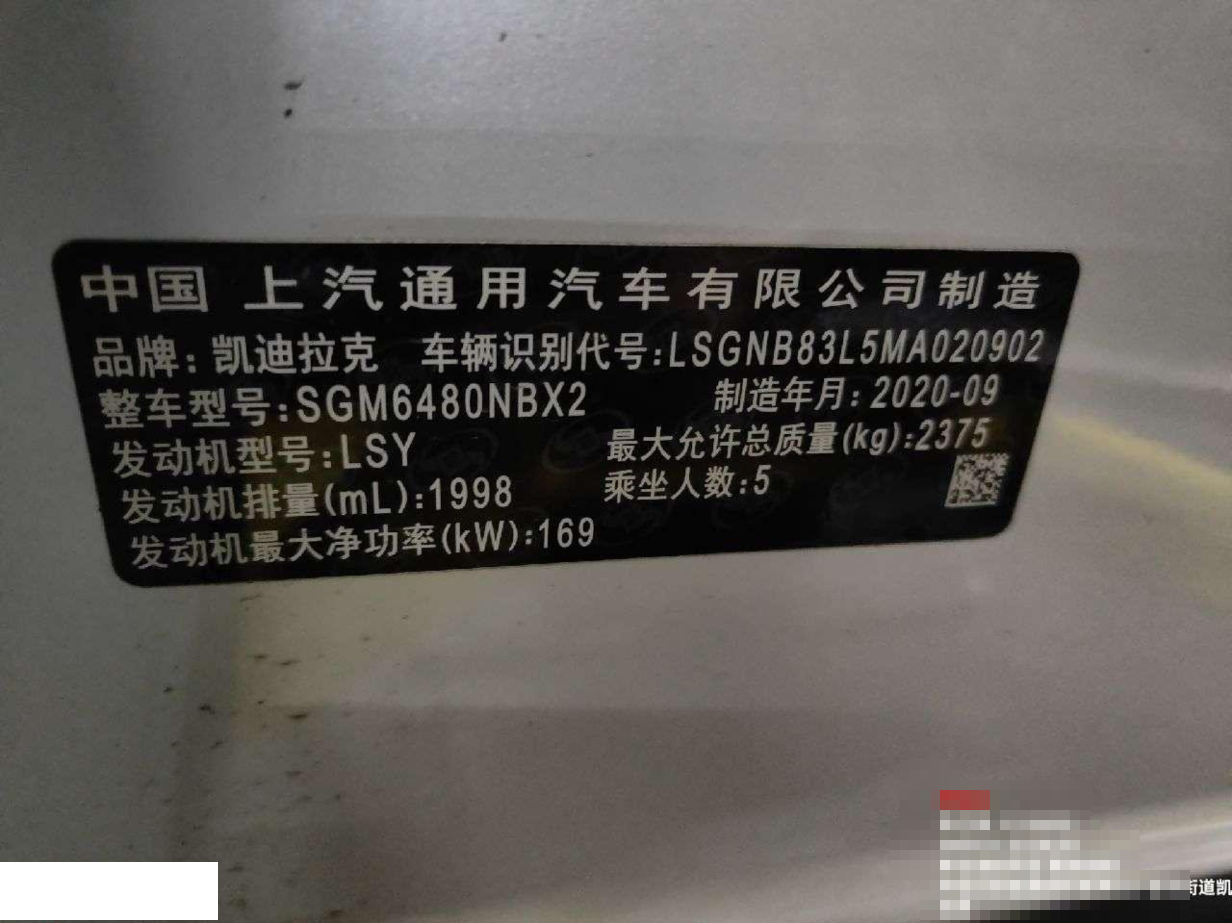 中国 上汽通用汽车有限公司制造
品牌:凯迪拉克 车辆识别代号:LSGNB83L5MA020902
整车型号:SGM6480NBX2 制造年月:2020-09
发动机型号:LSY 最大允许总质量(kg):2375
发动机排量(mL):1998 乘坐人数:5
发动机最大净功率(kW):169
街道凯